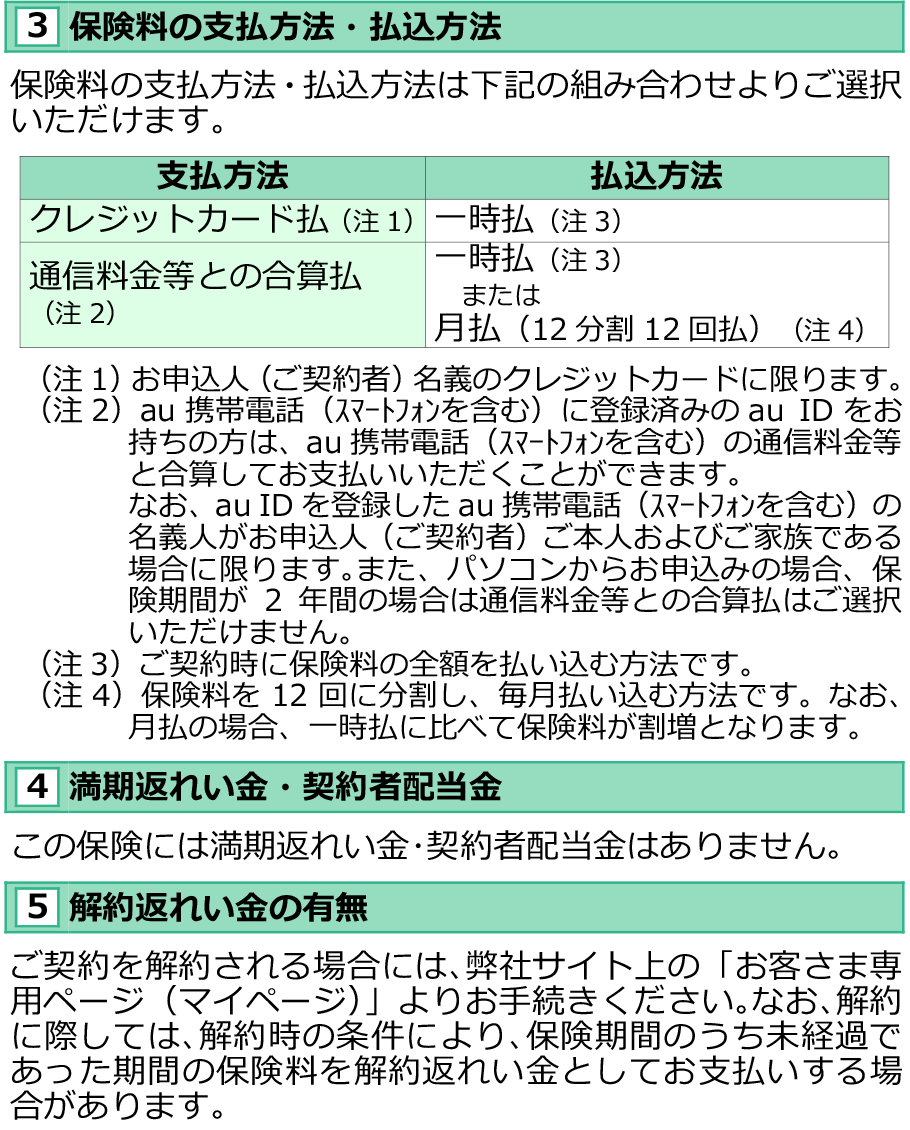 3 保険料の支払方法・払込方法
保険料の支払方法・払込方法は下記の組み合わせよりご選択
いただけます。
支払方法 払込方法
クレジットカード払（注1） 一時払（注3）
通信料金等との合算払
（注2）
一時払（注3）
または
月払（12分割12回払）（注4）
（注1）お申込人（ご契約者）名義のクレジットカードに限ります。
（注2）au 携帯電話（ｽﾏｰﾄﾌｫﾝを含む）に登録済みの au ID をお
持ちの方は、au 携帯電話（ｽﾏｰﾄﾌｫﾝを含む）の通信料金等
と合算してお支払いいただくことができます。
なお、au ID を登録した au 携帯電話（ｽﾏｰﾄﾌｫﾝを含む）の
名義人がお申込人（ご契約者）ご本人およびご家族である
場合に限ります。また、パソコンからお申込みの場合、保
険期間が 2 年間の場合は通信料金等との合算払はご選択
いただけません。
（注3）ご契約時に保険料の全額を払い込む方法です。
（注4）保険料を 12 回に分割し、毎月払い込む方法です。なお、
月払の場合、一時払に比べて保険料が割増となります。
4 満期返れい金・契約者配当金
この保険には満期返れい金･契約者配当金はありません。
5 解約返れい金の有無
ご契約を解約される場合には、弊社サイト上の「お客さま専
用ページ（マイページ）」よりお手続きください。なお、解約
に際しては、解約時の条件により、保険期間のうち未経過で
あった期間の保険料を解約返れい金としてお支払いする場
合があります。